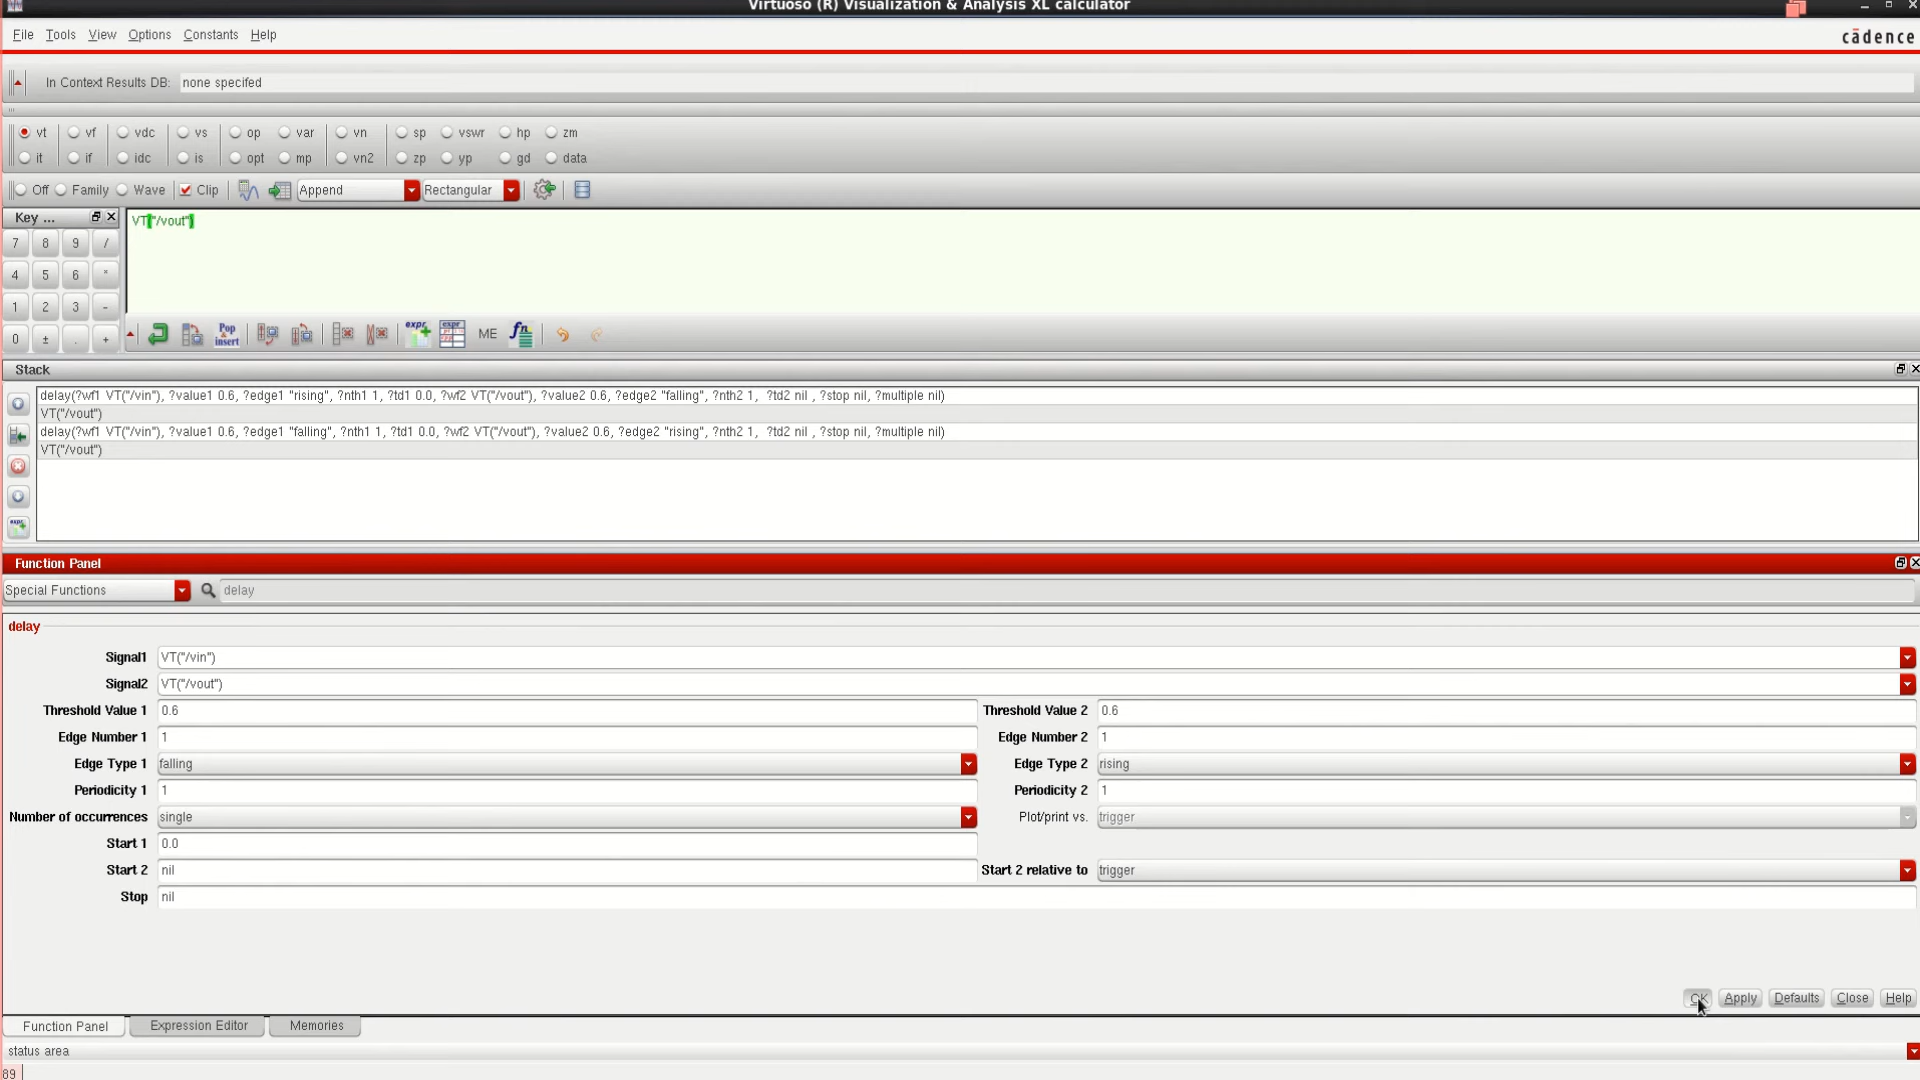 Virtuoso (R) Visualization & Analysis XL calculator
File Tools View Options Constants Help
cādence
In Context Results DB: none specifed
vt vf vdc vs op var vn sp vswr hp zm
it if idc is opt mp vn2 zp yp gd data
Off Family Wave Clip Append Rectangular
Key ...
VT("/vout")
7 8 9 /
4 5 6 *
1 2 3 -
0 ± . +
Pop insert expr expr ME fn
Stack
delay(?wf1 VT("/vin"), ?value1 0.6, ?edge1 "rising", ?nth1 1, ?td1 0.0, ?wf2 VT("/vout"), ?value2 0.6, ?edge2 "falling", ?nth2 1,  ?td2 nil , ?stop nil, ?multiple nil)
VT("/vout")
delay(?wf1 VT("/vin"), ?value1 0.6, ?edge1 "falling", ?nth1 1, ?td1 0.0, ?wf2 VT("/vout"), ?value2 0.6, ?edge2 "rising", ?nth2 1,  ?td2 nil , ?stop nil, ?multiple nil)
VT("/vout")
expr
Function Panel
Special Functions delay
delay
Signal1 VT("/vin")
Signal2 VT("/vout")
Threshold Value 1 0.6 Threshold Value 2 0.6
Edge Number 1 1 Edge Number 2 1
Edge Type 1 falling Edge Type 2 rising
Periodicity 1 1 Periodicity 2 1
Number of occurrences single Plot/print vs. trigger
Start 1 0.0
Start 2 nil Start 2 relative to trigger
Stop nil
OK Apply Defaults Close Help
Function Panel Expression Editor Memories
status area
89